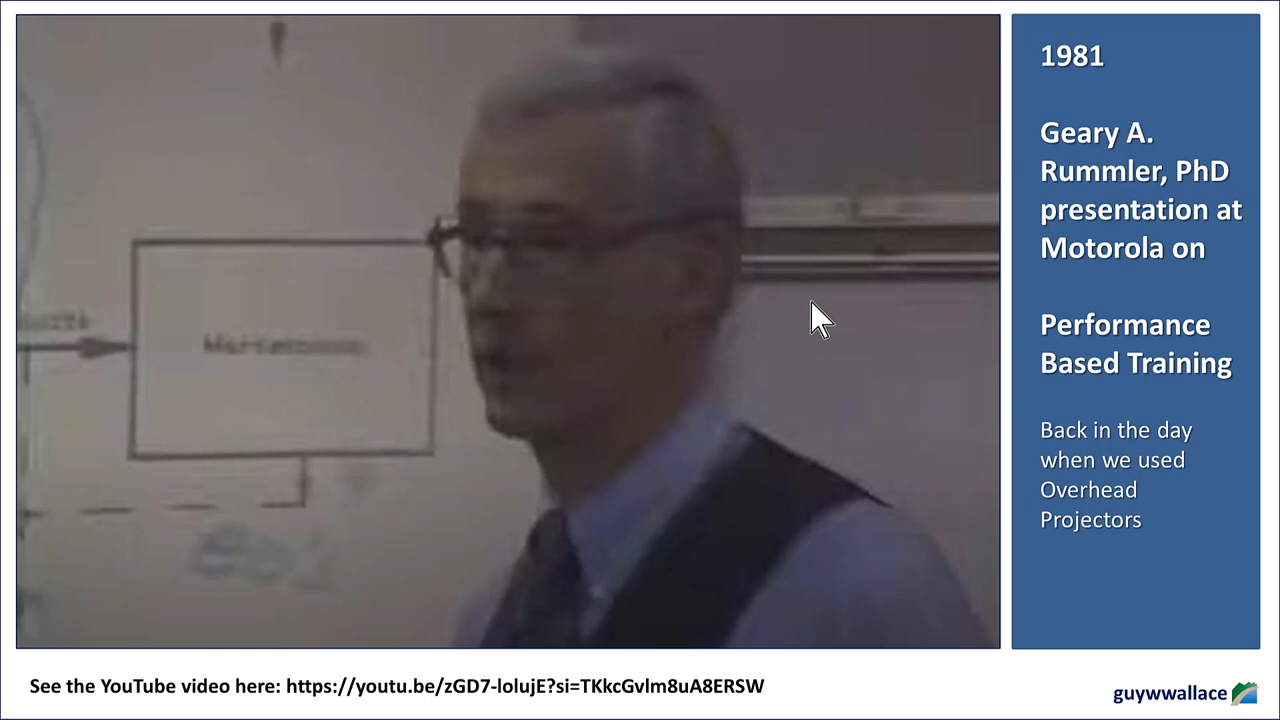 1981
Geary A.
Rummler, PhD
presentation at
Motorola on
Performance
Based Training
Back in the day
when we used
Overhead
Projectors
See the YouTube video here: https://youtu.be/zGD7-lolujE?si=TKkcGvlm8uA8ERSW
guywwallace